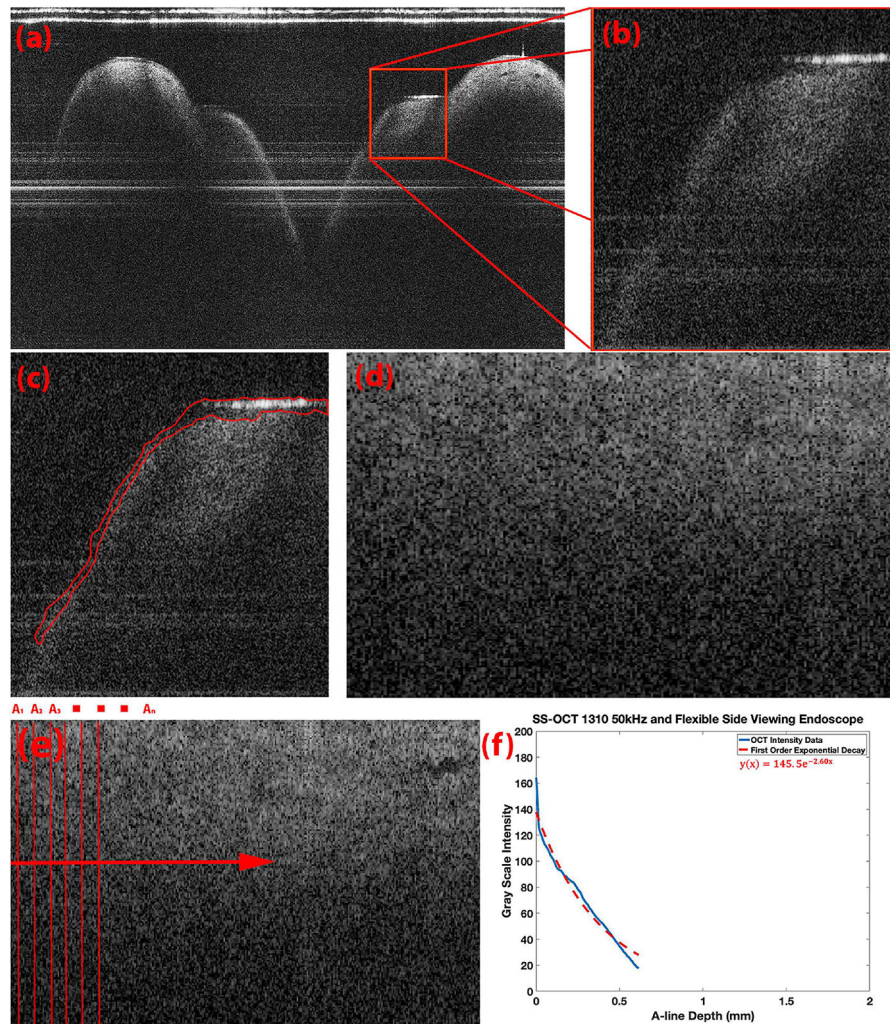 (a)
(b)
(c)
(d)
A₁ A₂ A₃ ■ ■ ■ Aₙ
(e)
(f)
SS-OCT 1310 50kHz and Flexible Side Viewing Endoscope
OCT Intensity Data
First Order Exponential Decay
y(x) = 145.5e^-2.60x
Gray Scale Intensity
200
180
160
140
120
100
80
60
40
20
0
0 0.5 1 1.5 2
A-line Depth (mm)